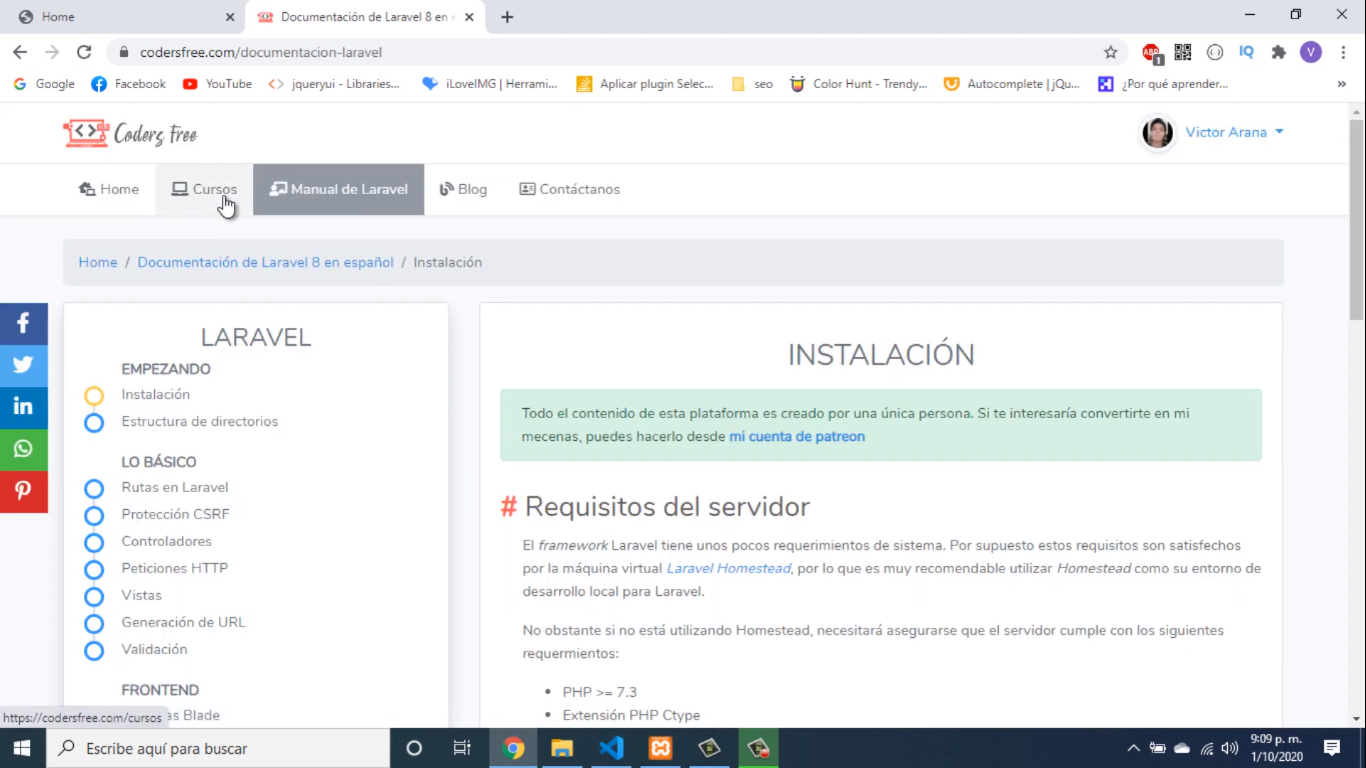 Home
Documentación de Laravel 8 en e
codersfree.com/documentacion-laravel
ABP
1
IQ
V
Google
Facebook
YouTube
jqueryui - Libraries...
iLoveIMG | Herrami...
Aplicar plugin Selec...
seo
Color Hunt - Trendy...
Autocomplete | jQu...
¿Por qué aprender...
»
Coders Free
Victor Arana
Home
Cursos
Manual de Laravel
Blog
Contáctanos
Home / Documentación de Laravel 8 en español / Instalación
LARAVEL
EMPEZANDO
Instalación
Estructura de directorios
LO BÁSICO
Rutas en Laravel
Protección CSRF
Controladores
Peticiones HTTP
Vistas
Generación de URL
Validación
FRONTEND
as Blade
INSTALACIÓN
Todo el contenido de esta plataforma es creado por una única persona. Si te interesaría convertirte en mi
mecenas, puedes hacerlo desde mi cuenta de patreon
# Requisitos del servidor
El framework Laravel tiene unos pocos requerimientos de sistema. Por supuesto estos requisitos son satisfechos
por la máquina virtual Laravel Homestead, por lo que es muy recomendable utilizar Homestead como su entorno de
desarrollo local para Laravel.
No obstante si no está utilizando Homestead, necesitará asegurarse que el servidor cumple con los siguientes
requermientos:
• PHP >= 7.3
• Extensión PHP Ctype
https://codersfree.com/cursos
Escribe aquí para buscar
9:09 p. m.
1/10/2020